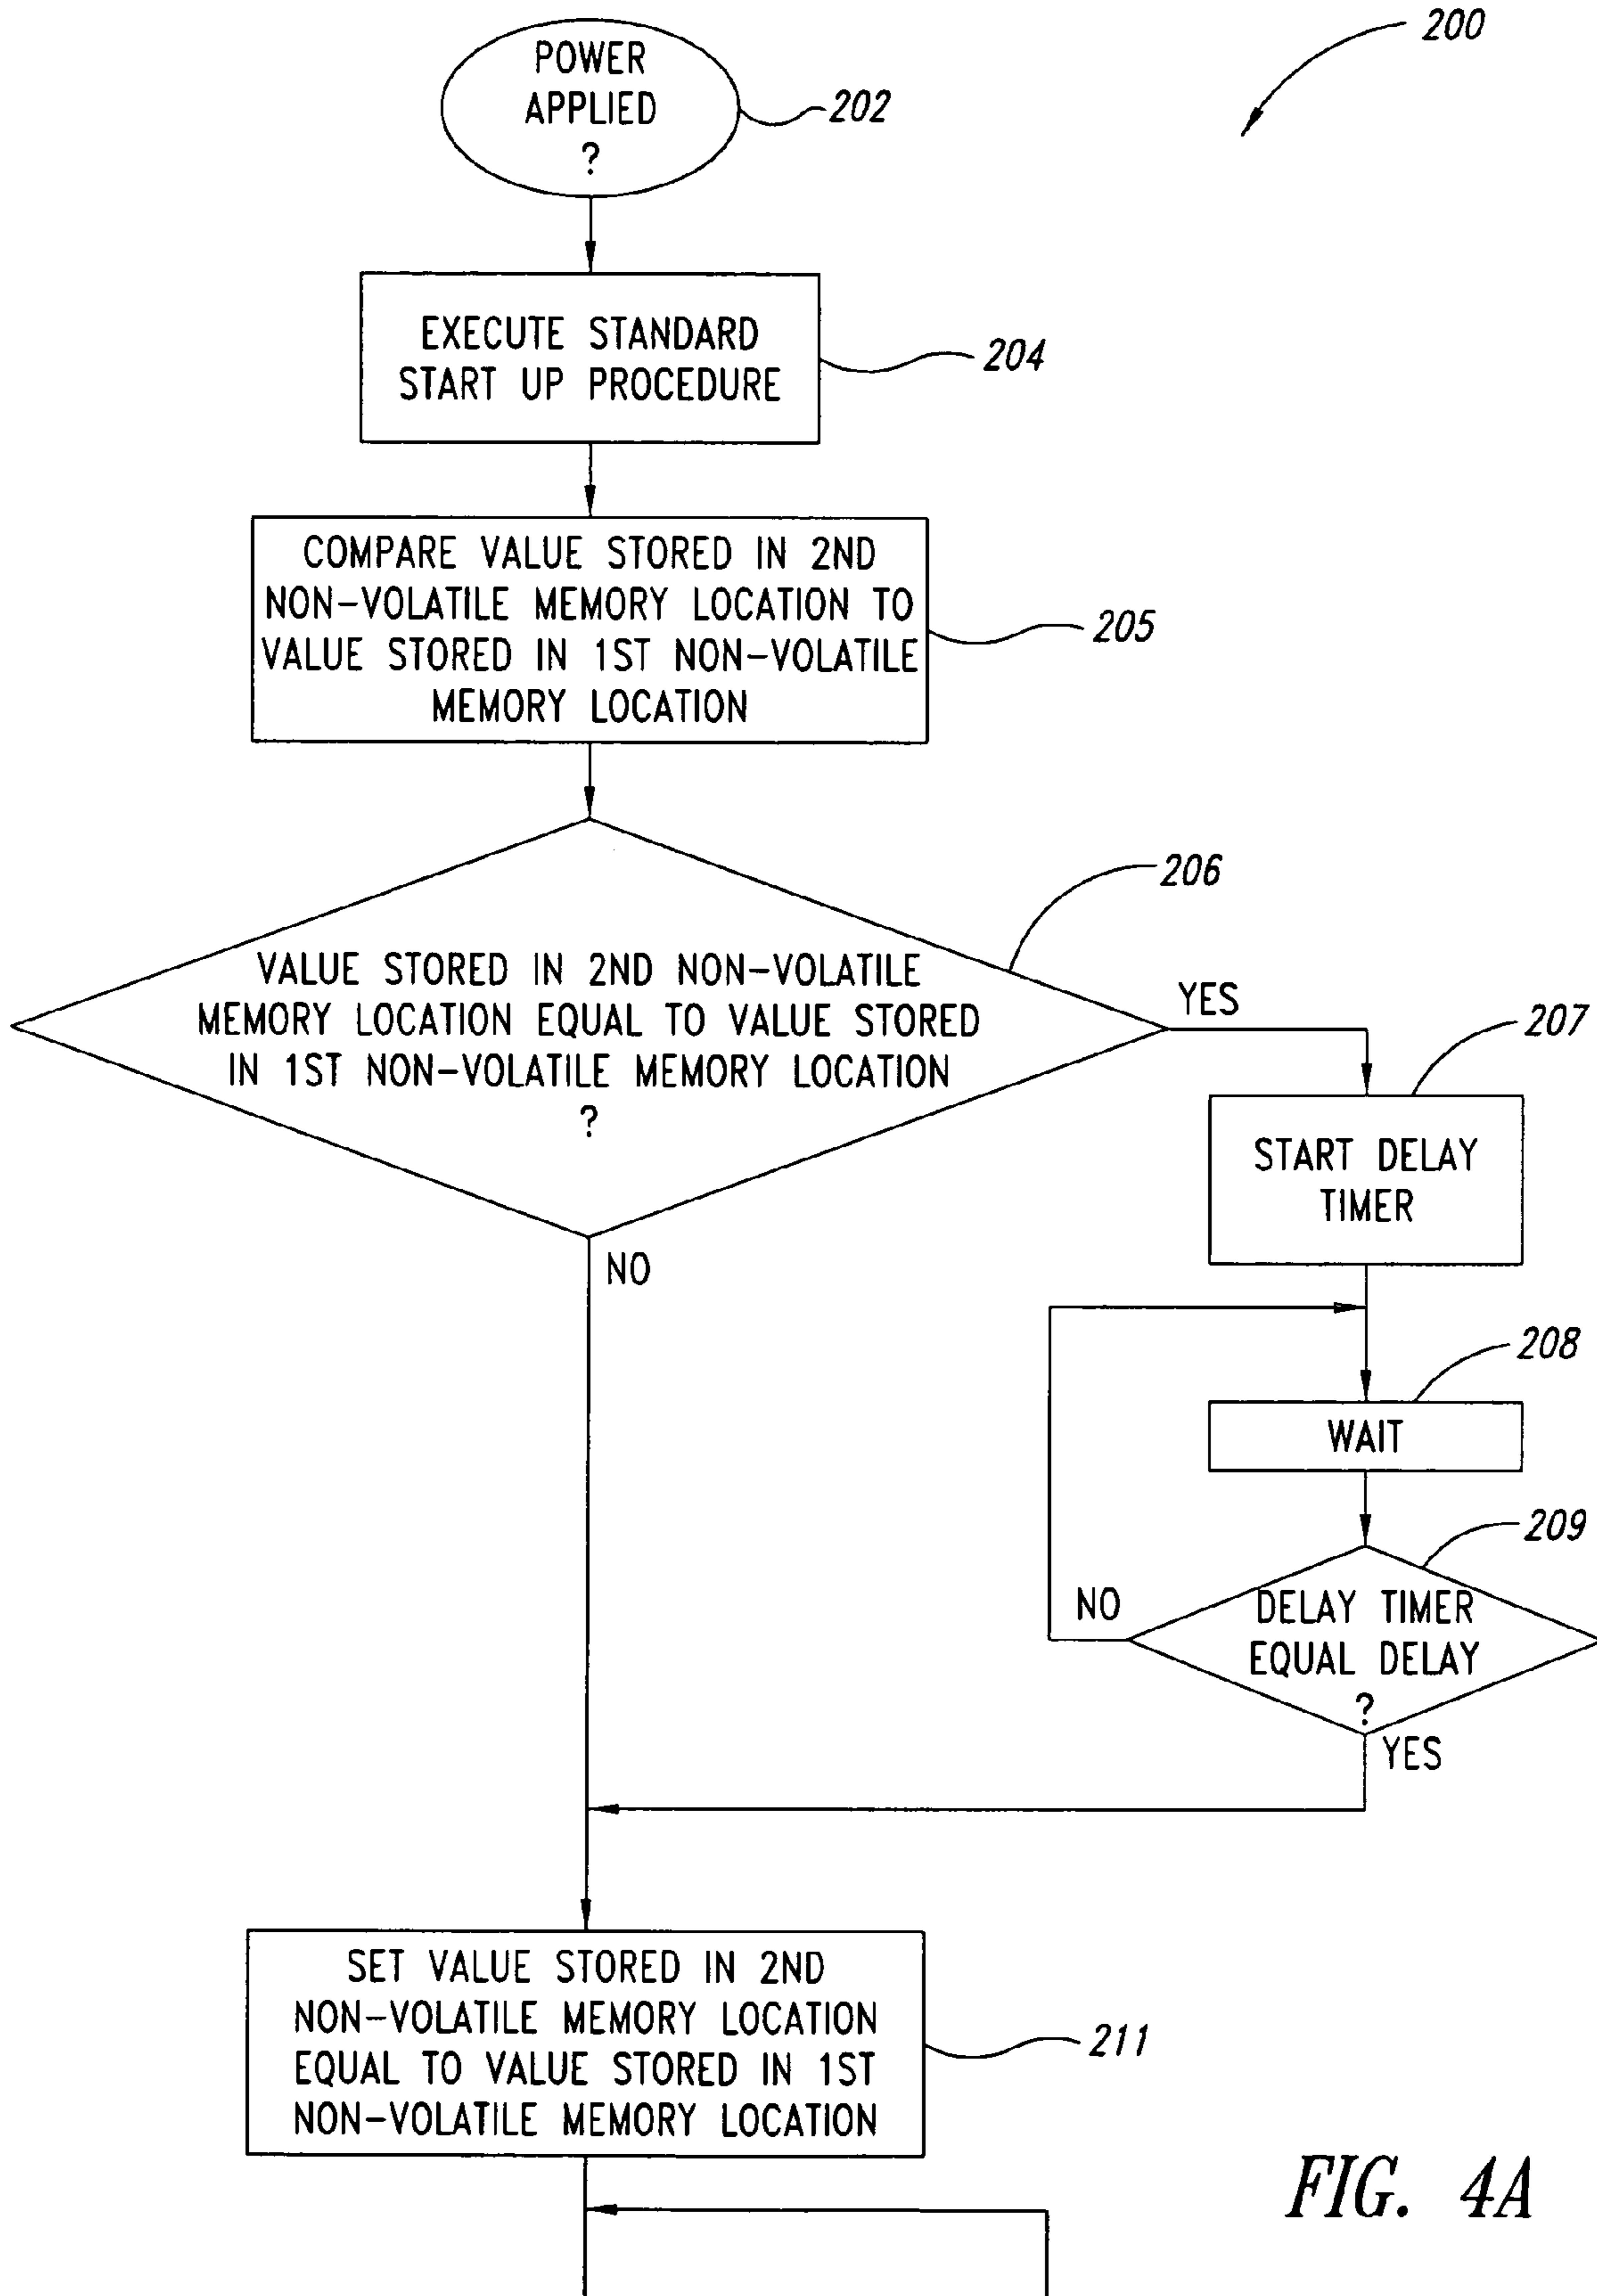 200
POWER
APPLIED
?
202
EXECUTE STANDARD
START UP PROCEDURE
204
COMPARE VALUE STORED IN 2ND
NON-VOLATILE MEMORY LOCATION TO
VALUE STORED IN 1ST NON-VOLATILE
MEMORY LOCATION
205
206
VALUE STORED IN 2ND NON-VOLATILE
MEMORY LOCATION EQUAL TO VALUE STORED
IN 1ST NON-VOLATILE MEMORY LOCATION
?
YES
NO
207
START DELAY
TIMER
208
WAIT
209
DELAY TIMER
EQUAL DELAY
?
NO
YES
SET VALUE STORED IN 2ND
NON-VOLATILE MEMORY LOCATION
EQUAL TO VALUE STORED IN 1ST
NON-VOLATILE MEMORY LOCATION
211
FIG. 4A